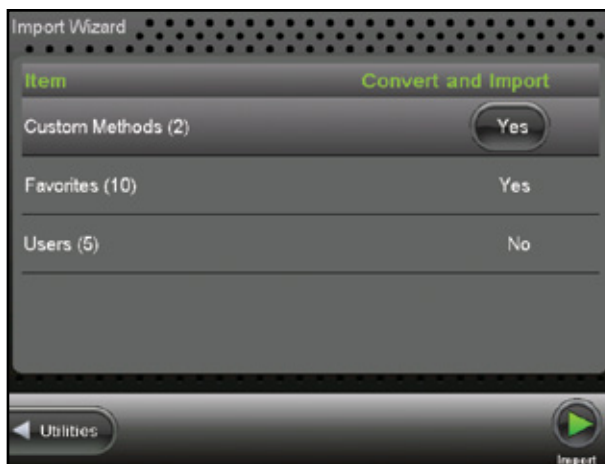 Import Wizard
Item Convert and Import
Custom Methods (2) Yes
Favorites (10) Yes
Users (5) No
Utilities
Import